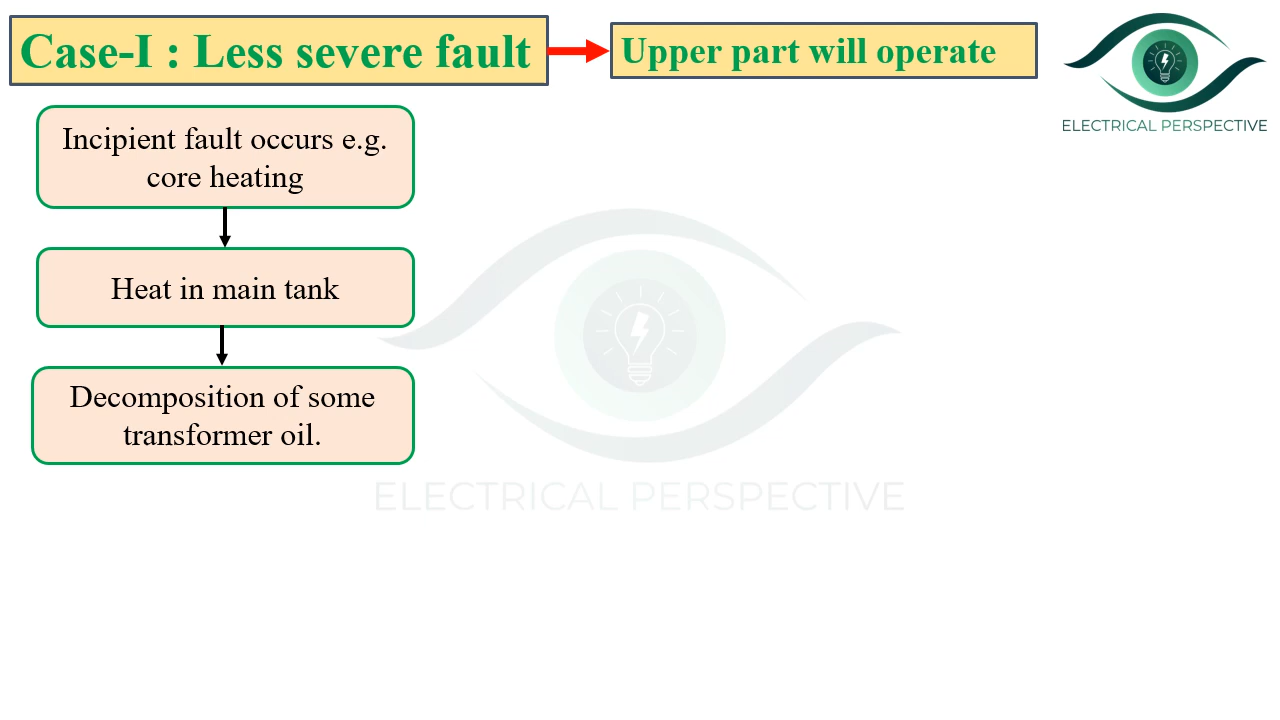 Case-I : Less severe fault
Upper part will operate
ELECTRICAL PERSPECTIVE
Incipient fault occurs e.g.
core heating
Heat in main tank
Decomposition of some
transformer oil.
ELECTRICAL PERSPECTIVE